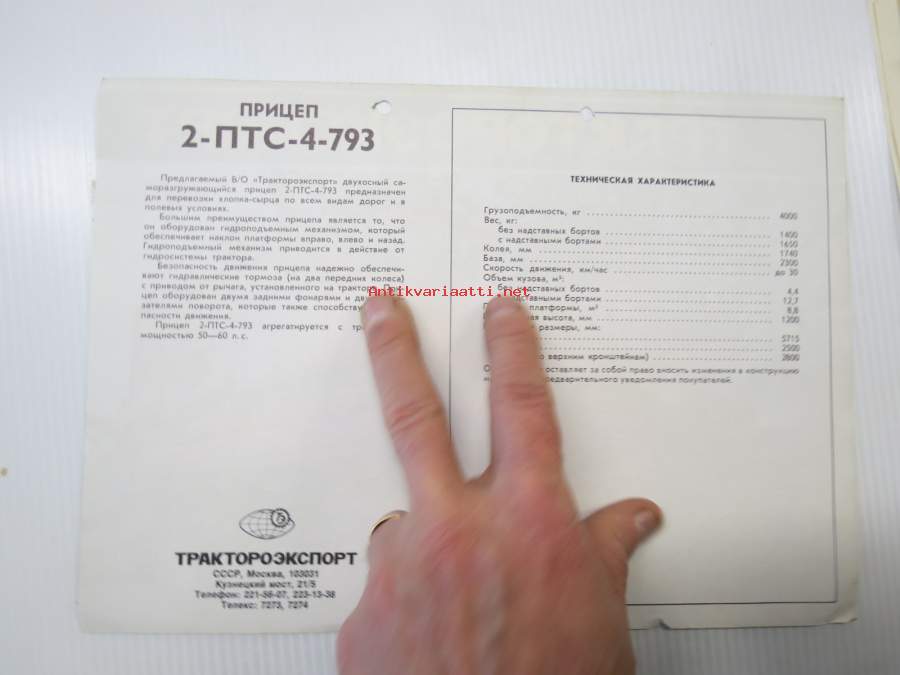 ПРИЦЕП
2-ПТС-4-793
Предлагаемый В/О «Трактороэкспорт» двухосный са-
моразгружающийся прицеп 2-ПТС-4-793 предназначен
для перевозки хлопка-сырца по всем видам дорог и в
полевых условиях.
Большим преимуществом прицепа является то, что
он оборудован гидроподъемным механизмом, который
обеспечивает наклон платформы вправо, влево и назад.
Гидроподъемный механизм приводится в действие от
гидросистемы трактора.
Безопасность движения прицепа надежно обеспечи-
вают гидравлические тормоза (на два передних колеса)
с приводом от рычага, установленного на тракторе. При-
цеп оборудован двумя задними фонарями и
зателями поворота, которые также способству
пасности движения.
Прицеп 2-ПТС-4-793 агрегатируется с
мощностью 50—60 л.с.
ТРАКТОРОЭКСПОРТ
СССР, Москва, 103031
Кузнецкий мост, 21/5
Телефон: 221-56-07, 223-13-38
Телекс: 7273, 7274
ТЕХНИЧЕСКАЯ ХАРАКТЕРИСТИКА
Грузоподъемность, кг 4000
Вес, кг:
без надставных бортов 1400
с надставными бортами 1650
Колея, мм 1740
База, мм 2300
Скорость движения, км/час до 30
Объем кузова, м³:
без надставных бортов 4,4
надставными бортами 12,7
платформы, м² 8,8
высота, мм 1200
размеры, мм:
5715
2500
верхним кронштейнам) 2800
оставляет за собой право вносить изменения в конструкцию
предварительного уведомления покупателей.
Antikvariaatti.net